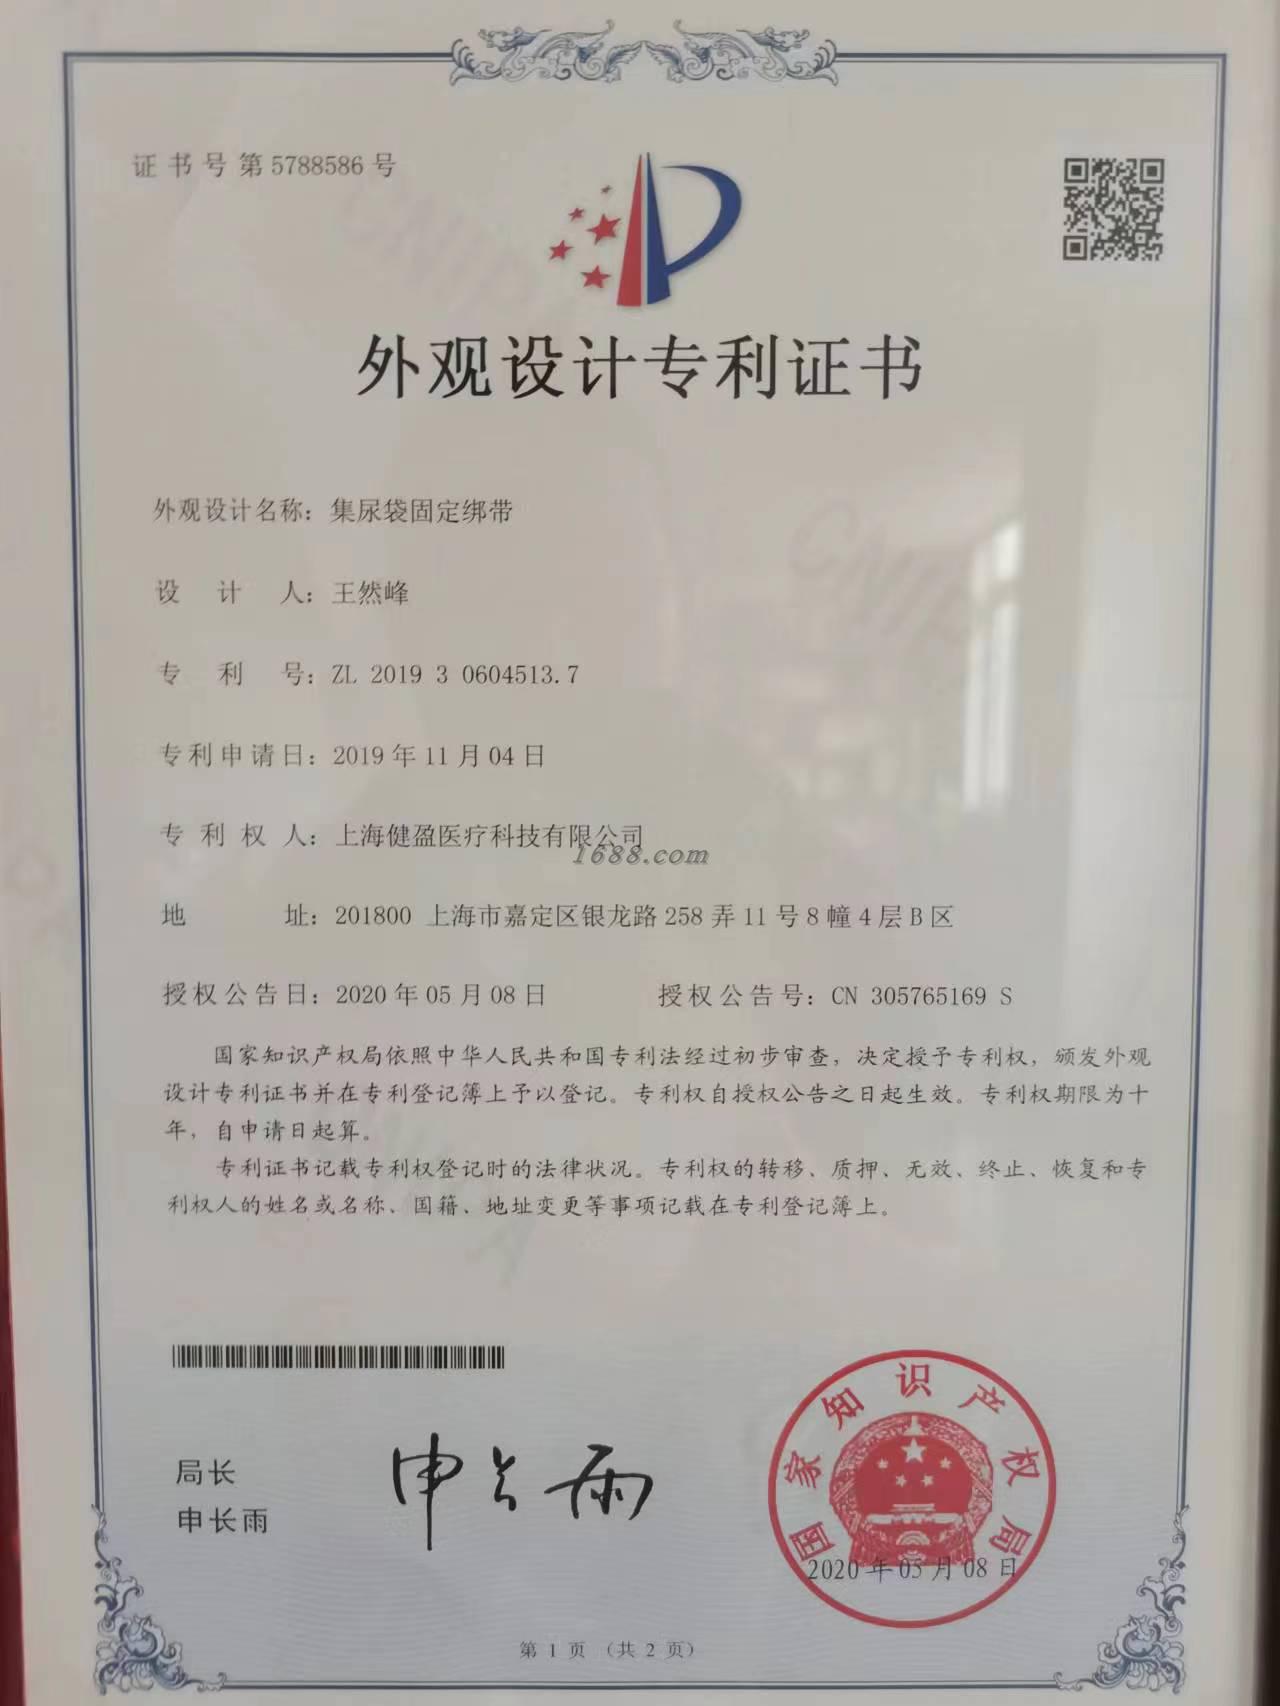 证书号第5788586号
外观设计专利证书
外观设计名称：集尿袋固定绑带
设计人：王然峰
专利号：ZL 2019 3 0604513.7
专利申请日：2019年11月04日
专利权人：上海健盈医疗科技有限公司
1688.com
地址：201800 上海市嘉定区银龙路258弄11号8幢4层B区
授权公告日：2020年05月08日 授权公告号：CN 305765169 S
国家知识产权局依照中华人民共和国专利法经过初步审查，决定授予专利权，颁发外观
设计专利证书并在专利登记簿上予以登记。专利权自授权公告之日起生效。专利权期限为十
年，自申请日起算。
专利证书记载专利权登记时的法律状况。专利权的转移、质押、无效、终止、恢复和专
利权人的姓名或名称、国籍、地址变更等事项记载在专利登记簿上。
局长
申长雨
申长雨
国家知识产权局
2020年05月08日
第 1 页 （共 2 页）